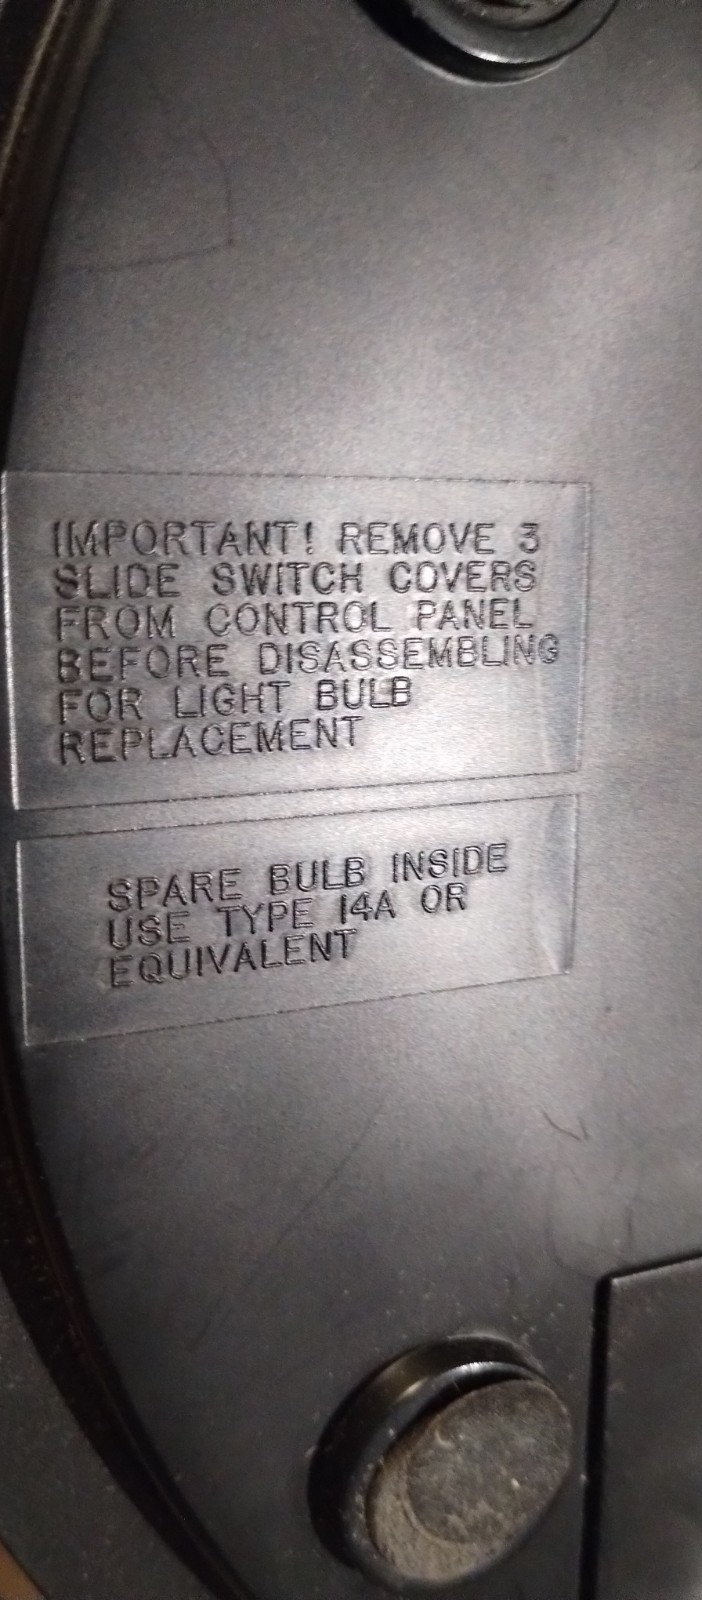 IMPORTANT! REMOVE 3
SLIDE SWITCH COVERS
FROM CONTROL PANEL
BEFORE DISASSEMBLING
FOR LIGHT BULB
REPLACEMENT
SPARE BULB INSIDE
USE TYPE 14A OR
EQUIVALENT